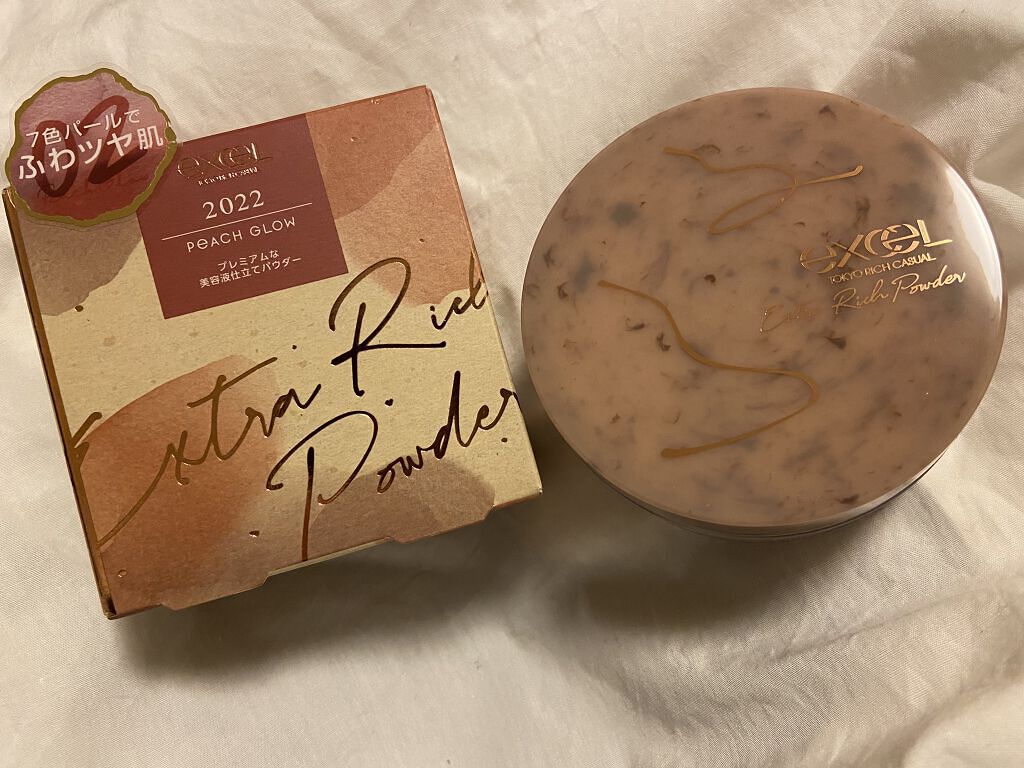 02
7色パールで
ふわツヤ肌
excel
2022
PEACH GLOW
プレミアムな
美容液仕立てパウダー
Extra Rich
Powder
excel
TOKYO RICH CASUAL
Extra Rich Powder